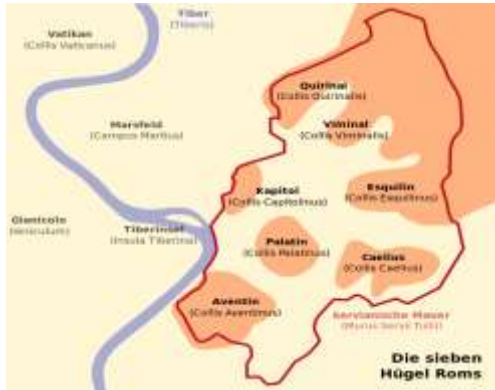 Tiber
(Tiberis)
Vatikan
(Collis Vaticanus)
Quirinal
(Collis Quirinalis)
Marsfeld
(Campus Martius)
Viminal
(Collis Viminalis)
Kapitol
(Collis Capitolinus)
Esquilin
(Collis Esquilinus)
Gianicolo
(Ianiculum)
Tiberinsel
(Insula Tiberina)
Palatin
(Collis Palatinus)
Caelius
(Collis Caelius)
Aventin
(Collis Aventinus)
Servianische Mauer
(Murus Servii Tullii)
Die sieben
Hügel Roms